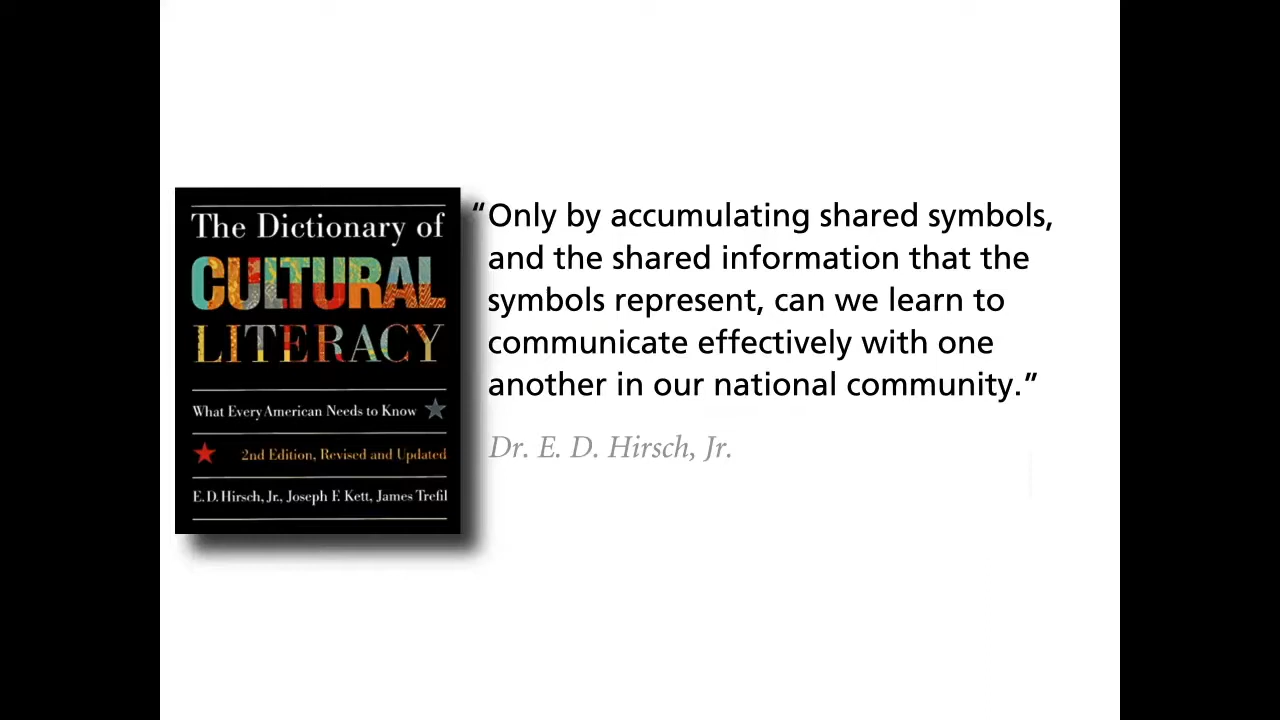 The Dictionary of
CULTURAL
LITERACY
What Every American Needs to Know
2nd Edition, Revised and Updated
E.D. Hirsch, Jr., Joseph F. Kett, James Trefil
“Only by accumulating shared symbols,
and the shared information that the
symbols represent, can we learn to
communicate effectively with one
another in our national community.”
Dr. E. D. Hirsch, Jr.